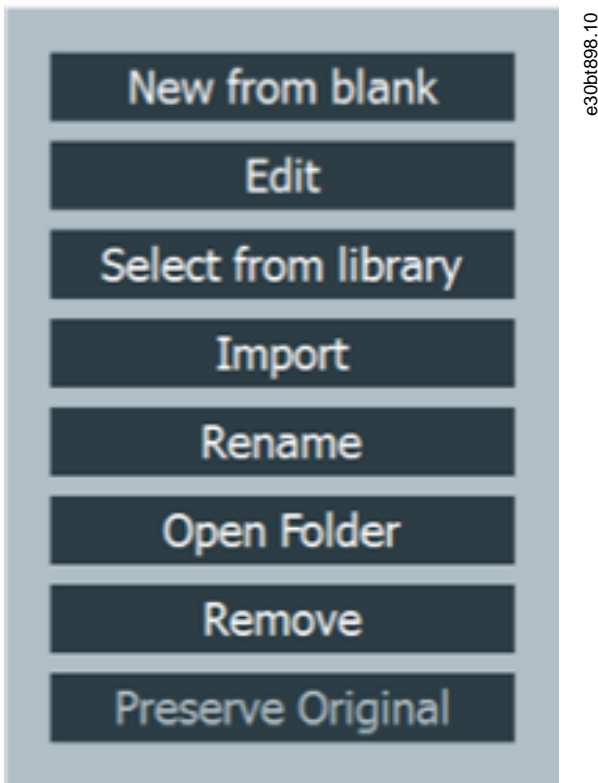 New from blank
Edit
Select from library
Import
Rename
Open Folder
Remove
Preserve Original
e30bt898.10